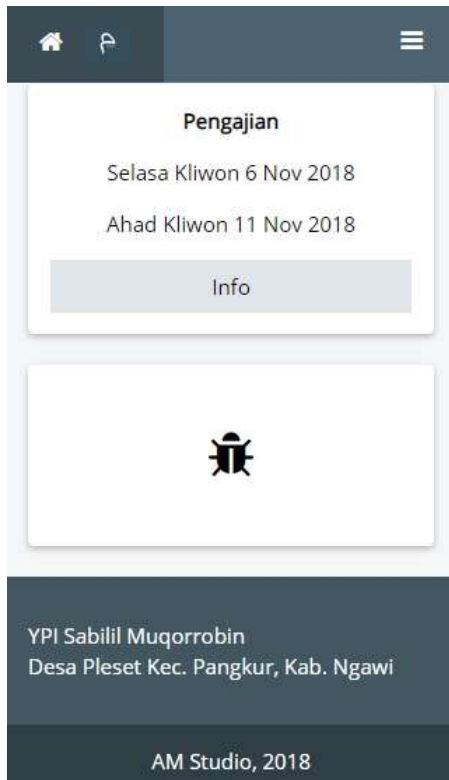 Pengajian
Selasa Kliwon 6 Nov 2018
Ahad Kliwon 11 Nov 2018
Info
YPI Sabilil Muqorrobin
Desa Pleset Kec. Pangkur, Kab. Ngawi
AM Studio, 2018